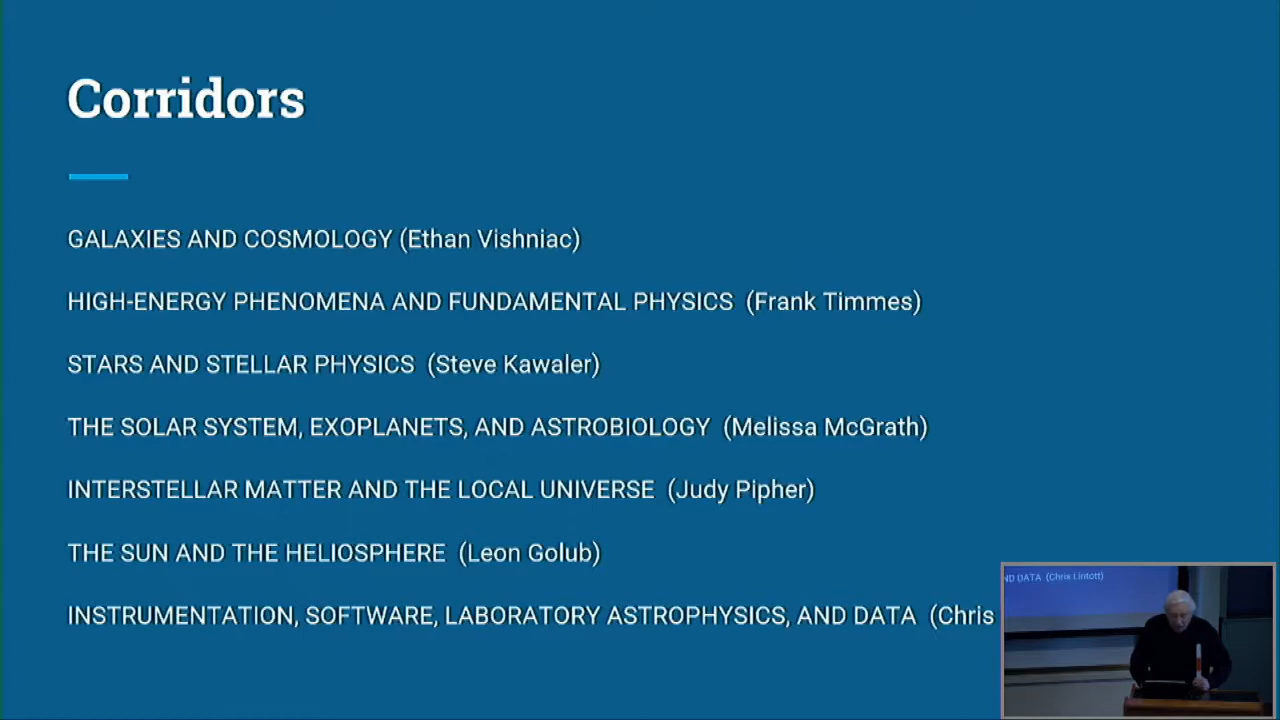 Corridors
GALAXIES AND COSMOLOGY (Ethan Vishniac)
HIGH-ENERGY PHENOMENA AND FUNDAMENTAL PHYSICS (Frank Timmes)
STARS AND STELLAR PHYSICS (Steve Kawaler)
THE SOLAR SYSTEM, EXOPLANETS, AND ASTROBIOLOGY (Melissa McGrath)
INTERSTELLAR MATTER AND THE LOCAL UNIVERSE (Judy Pipher)
THE SUN AND THE HELIOSPHERE (Leon Golub)
INSTRUMENTATION, SOFTWARE, LABORATORY ASTROPHYSICS, AND DATA (Chris
ND DATA (Chris Lintott)